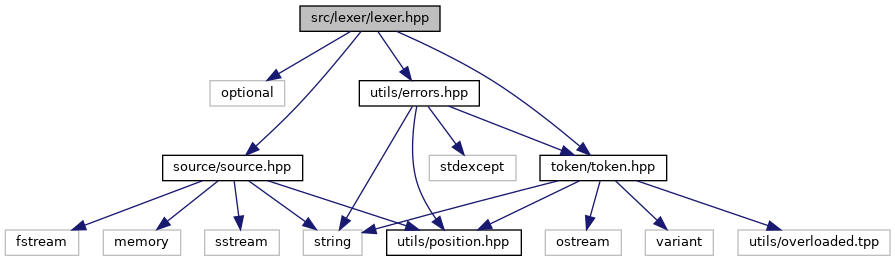 src/lexer/lexer.hpp
optional
utils/errors.hpp
source/source.hpp
stdexcept
token/token.hpp
fstream
memory
sstream
string
utils/position.hpp
ostream
variant
utils/overloaded.tpp